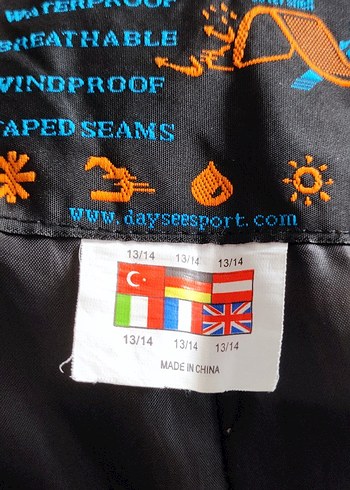 WATERPROOF
BREATHABLE
WINDPROOF
TAPED SEAMS
www.dayseesport.com
13/14 13/14 13/14
13/14 13/14 13/14
MADE IN CHINA